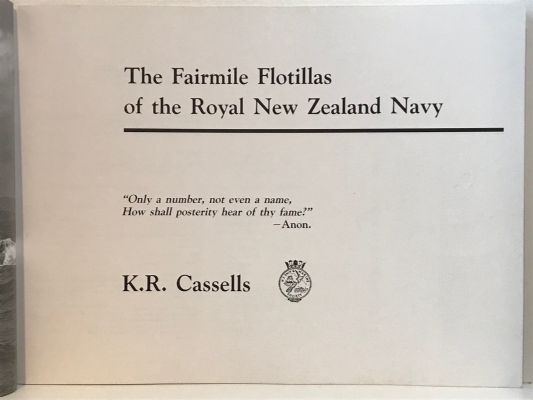 The Fairmile Flotillas
of the Royal New Zealand Navy
“Only a number, not even a name,
How shall posterity hear of thy fame?”
—Anon.
K.R. Cassells